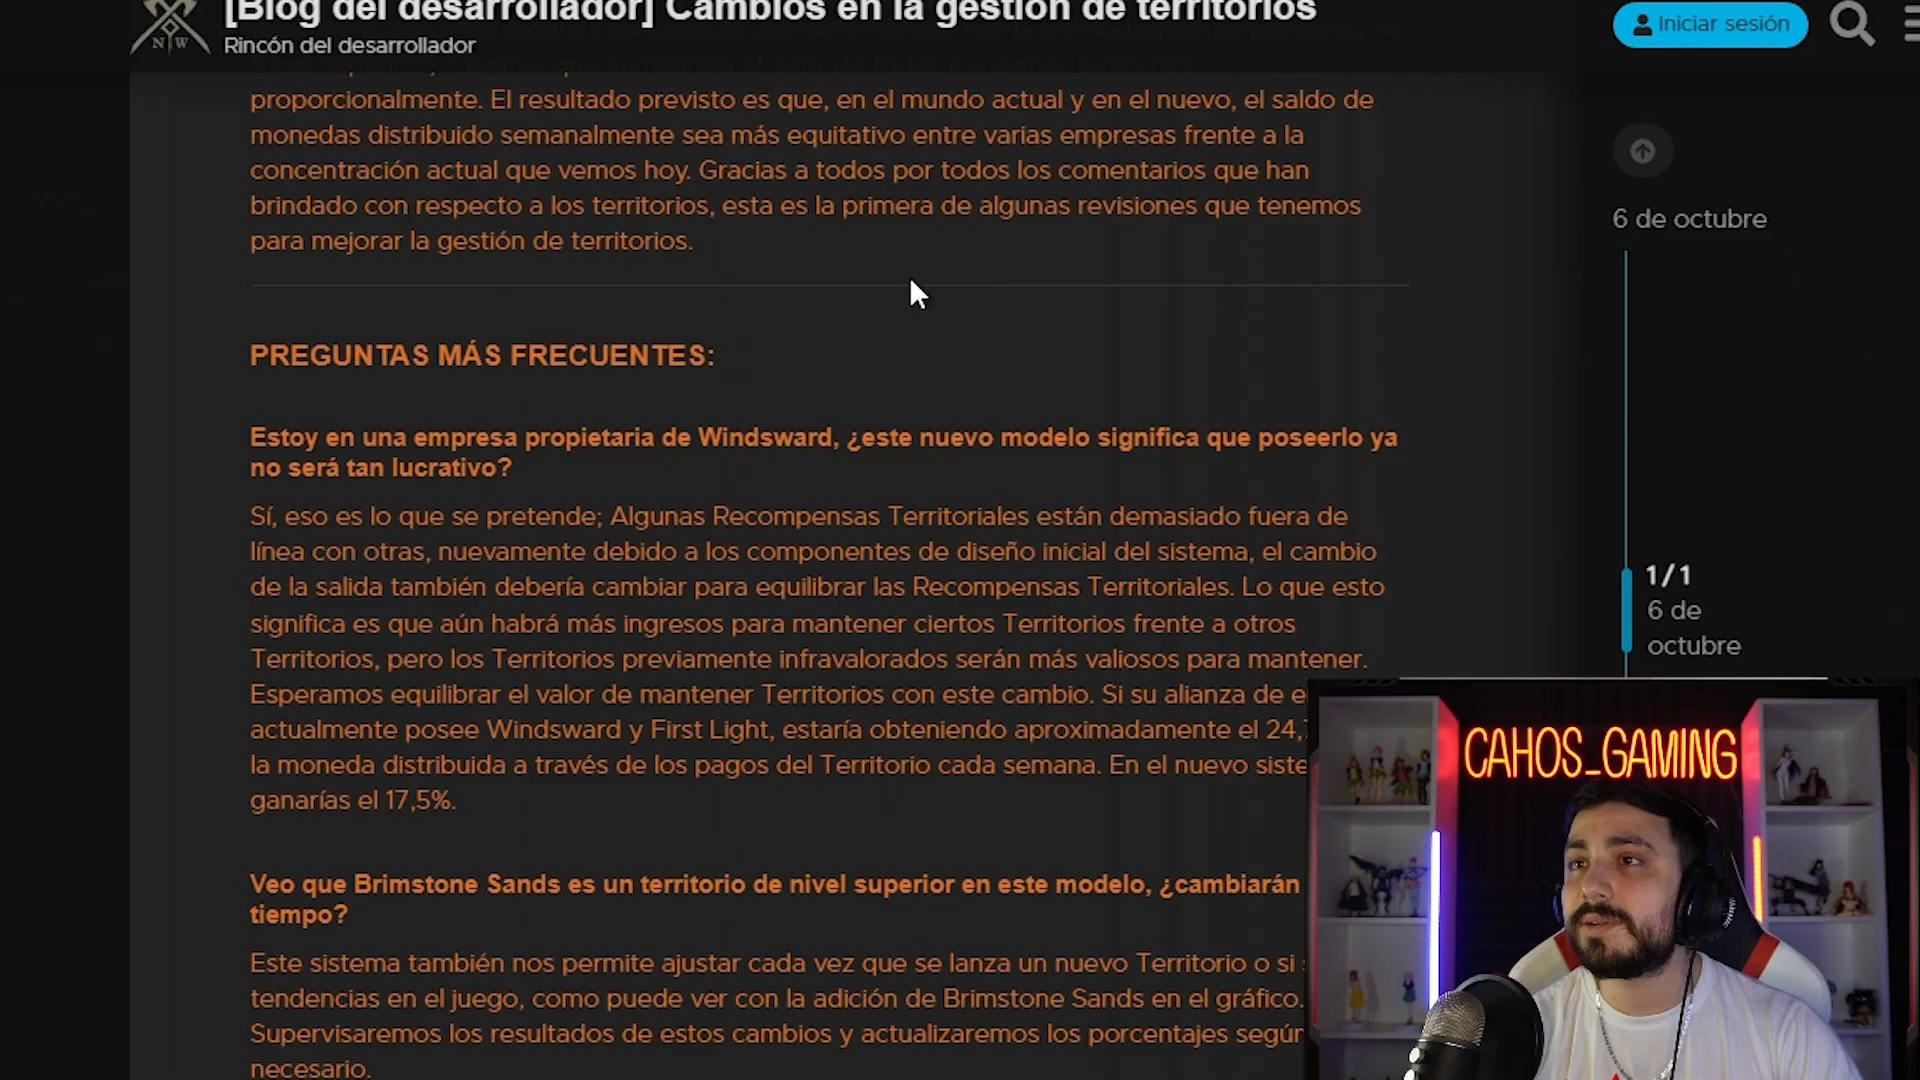 [Blog del desarrollador] Cambios en la gestión de territorios
Rincón del desarrollador
Iniciar sesión
N W
proporcionalmente. El resultado previsto es que, en el mundo actual y en el nuevo, el saldo de
monedas distribuido semanalmente sea más equitativo entre varias empresas frente a la
concentración actual que vemos hoy. Gracias a todos por todos los comentarios que han
brindado con respecto a los territorios, esta es la primera de algunas revisiones que tenemos
para mejorar la gestión de territorios.
6 de octubre
PREGUNTAS MÁS FRECUENTES:
Estoy en una empresa propietaria de Windsward, ¿este nuevo modelo significa que poseerlo ya
no será tan lucrativo?
Sí, eso es lo que se pretende; Algunas Recompensas Territoriales están demasiado fuera de
línea con otras, nuevamente debido a los componentes de diseño inicial del sistema, el cambio
de la salida también debería cambiar para equilibrar las Recompensas Territoriales. Lo que esto
significa es que aún habrá más ingresos para mantener ciertos Territorios frente a otros
Territorios, pero los Territorios previamente infravalorados serán más valiosos para mantener.
Esperamos equilibrar el valor de mantener Territorios con este cambio. Si su alianza de
actualmente posee Windsward y First Light, estaría obteniendo aproximadamente el 24,
la moneda distribuida a través de los pagos del Territorio cada semana. En el nuevo siste
ganarías el 17,5%.
1/1
6 de
octubre
Veo que Brimstone Sands es un territorio de nivel superior en este modelo, ¿cambiarán
tiempo?
Este sistema también nos permite ajustar cada vez que se lanza un nuevo Territorio o si
tendencias en el juego, como puede ver con la adición de Brimstone Sands en el gráfico.
Supervisaremos los resultados de estos cambios y actualizaremos los porcentajes según
necesario.
CAHOS_GAMING